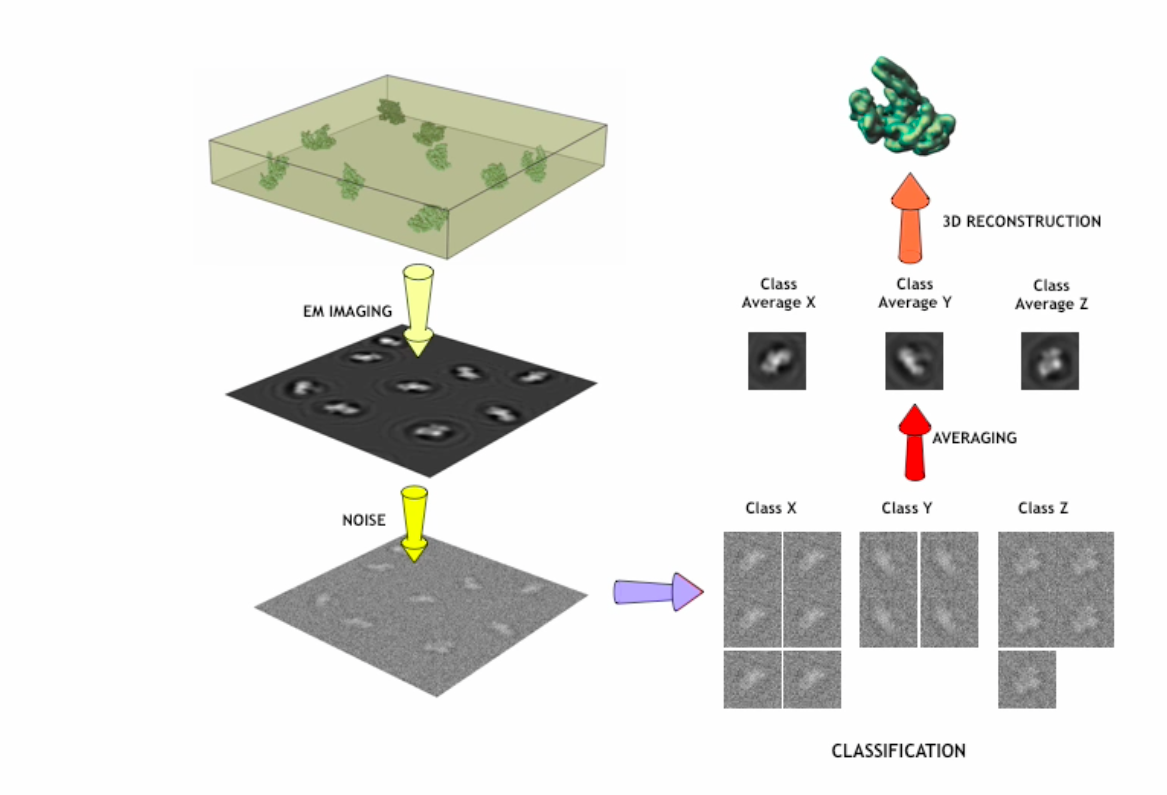 EM IMAGING
NOISE
3D RECONSTRUCTION
Class
Average X
Class
Average Y
Class
Average Z
AVERAGING
Class X
Class Y
Class Z
CLASSIFICATION